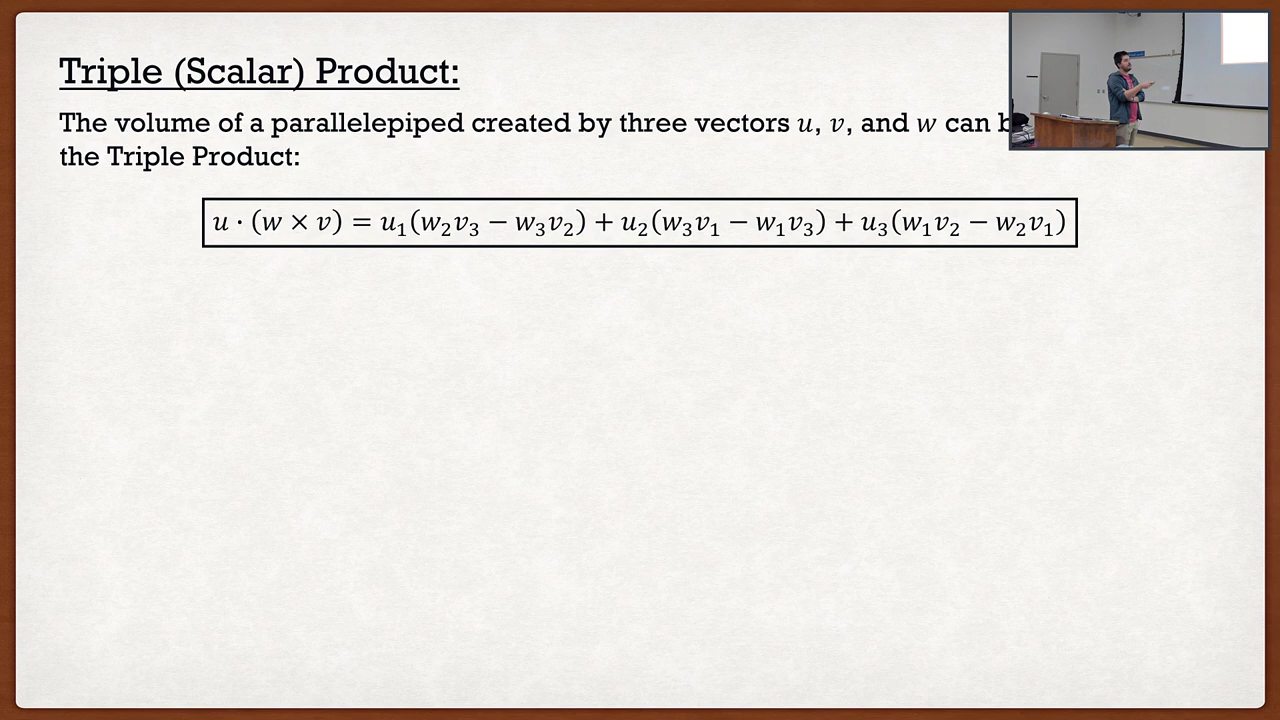 Triple (Scalar) Product:
The volume of a parallelepiped created by three vectors u, v, and w can
the Triple Product:
u · (w × v) = u₁(w₂v₃ − w₃v₂) + u₂(w₃v₁ − w₁v₃) + u₃(w₁v₂ − w₂v₁)